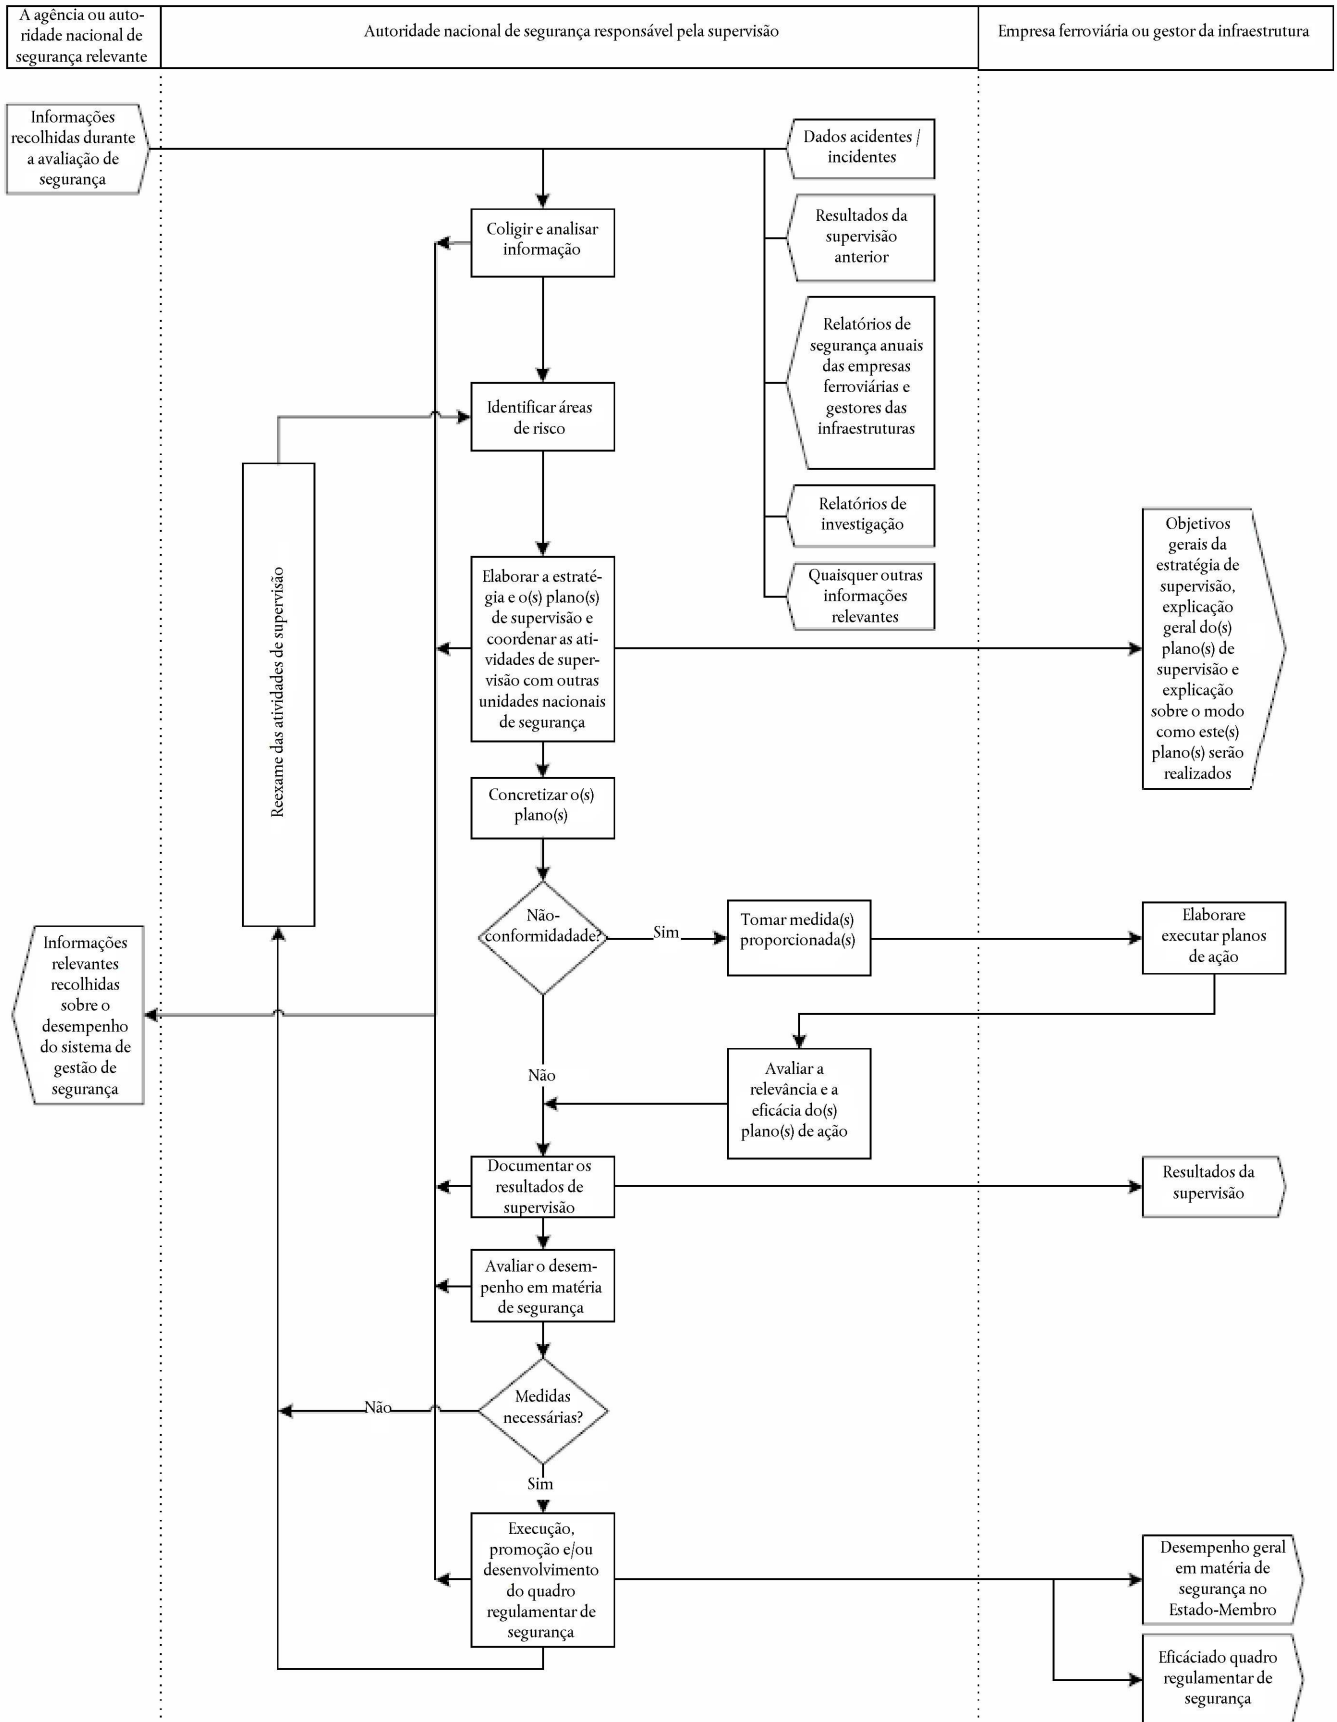 A agência ou auto-
ridade nacional de
segurança relevante
Autoridade nacional de segurança responsável pela supervisão
Empresa ferroviária ou gestor da infraestrutura
Informações
recolhidas durante
a avaliação de
segurança
Dados acidentes /
incidentes
Resultados da
supervisão
anterior
Coligir e analisar
informação
Relatórios de
segurança anuais
das empresas
ferroviárias e
gestores das
infraestruturas
Identificar áreas
de risco
Relatórios de
investigação
Quaisquer outras
informações
relevantes
Reexame das atividades de supervisão
Elaborar a estraté-
gia e o(s) plano(s)
de supervisão e
coordenar as ati-
vidades de super-
visão com outras
unidades nacionais
de segurança
Objetivos
gerais da
estratégia de
supervisão,
explicação
geral do(s)
plano(s) de
supervisão e
explicação
sobre o modo
como este(s)
plano(s) serão
realizados
Concretizar o(s)
plano(s)
Não-
conformidadade?
Sim
Tomar medida(s)
proporcionada(s)
Elaborare
executar planos
de ação
Informações
relevantes
recolhidas
sobre o
desempenho
do sistema de
gestão de
segurança
Não
Avaliar a
relevância e a
eficácia do(s)
plano(s) de ação
Documentar os
resultados de
supervisão
Resultados da
supervisão
Avaliar o desem-
penho em matéria
de segurança
Medidas
necessárias?
Não
Sim
Execução,
promoção e/ou
desenvolvimento
do quadro
regulamentar de
segurança
Desempenho geral
em matéria de
segurança no
Estado-Membro
Eficáciado quadro
regulamentar de
segurança